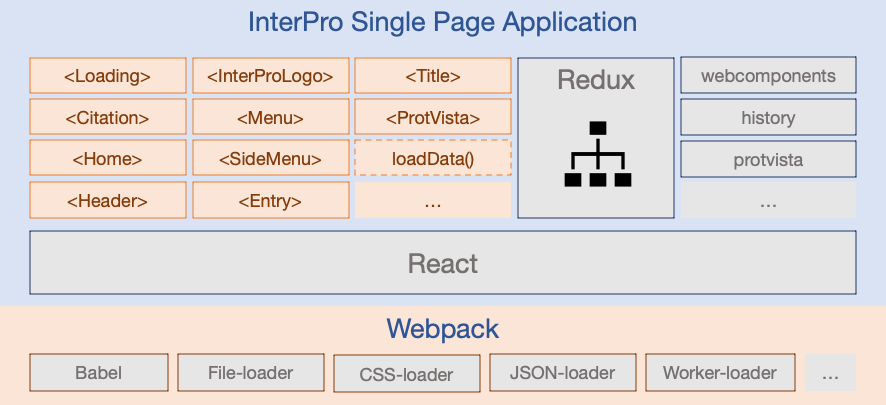 InterPro Single Page Application
<Loading>
<InterProLogo>
<Title>
Redux
webcomponents
<Citation>
<Menu>
<ProtVista>
history
<Home>
<SideMenu>
loadData()
protvista
<Header>
<Entry>
...
...
React
Webpack
Babel
File-loader
CSS-loader
JSON-loader
Worker-loader
...